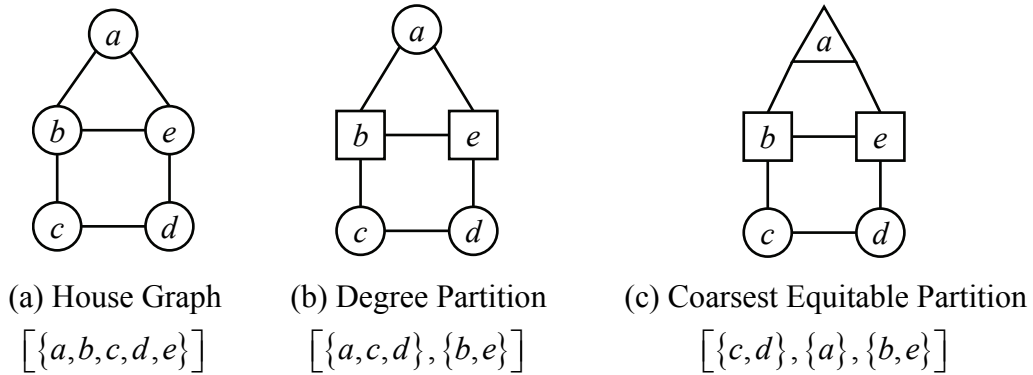 a
b
e
c
d
a
b
e
c
d
a
b
e
c
d
(a) House Graph
[{a,b,c,d,e}]
(b) Degree Partition
[{a,c,d},{b,e}]
(c) Coarsest Equitable Partition
[{c,d},{a},{b,e}]